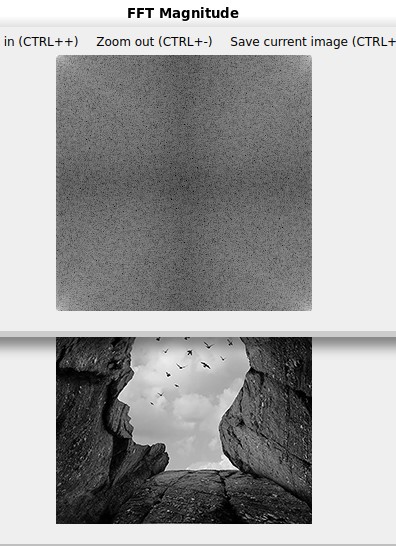 FFT Magnitude
in (CTRL++) Zoom out (CTRL+-) Save current image (CTRL+